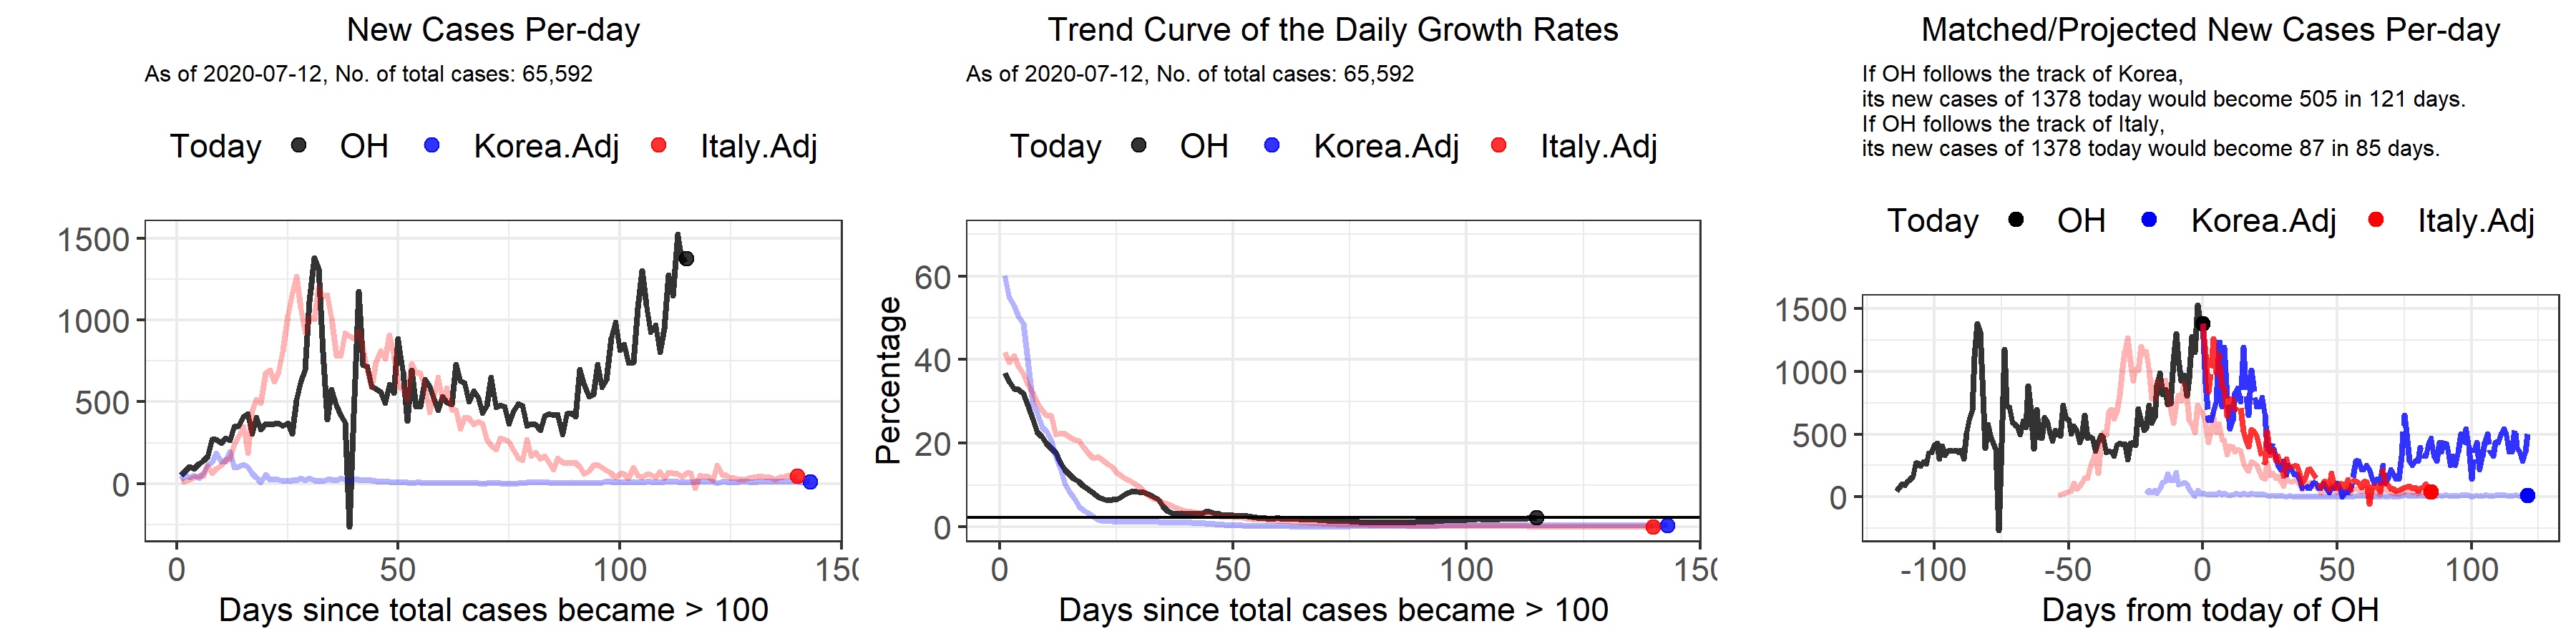 New Cases Per-day
As of 2020-07-12, No. of total cases: 65,592
Today OH Korea.Adj Italy.Adj
1500
1000
500
0
0 50 100 150
Days since total cases became > 100
Trend Curve of the Daily Growth Rates
As of 2020-07-12, No. of total cases: 65,592
Today OH Korea.Adj Italy.Adj
Percentage
60
40
20
0
0 50 100 150
Days since total cases became > 100
Matched/Projected New Cases Per-day
If OH follows the track of Korea,
its new cases of 1378 today would become 505 in 121 days.
If OH follows the track of Italy,
its new cases of 1378 today would become 87 in 85 days.
Today OH Korea.Adj Italy.Adj
1500
1000
500
0
-100 -50 0 50 100
Days from today of OH